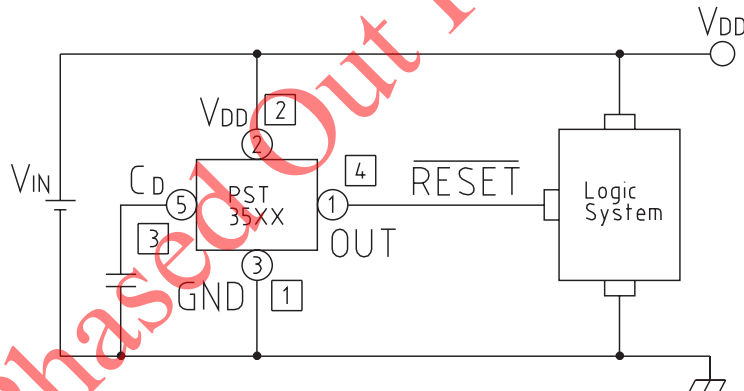 VDD
VDD 2
2
VIN
CD
5
PST
35XX
1
4
RESET
OUT
Logic
System
3
3
GND
1
Phased Out